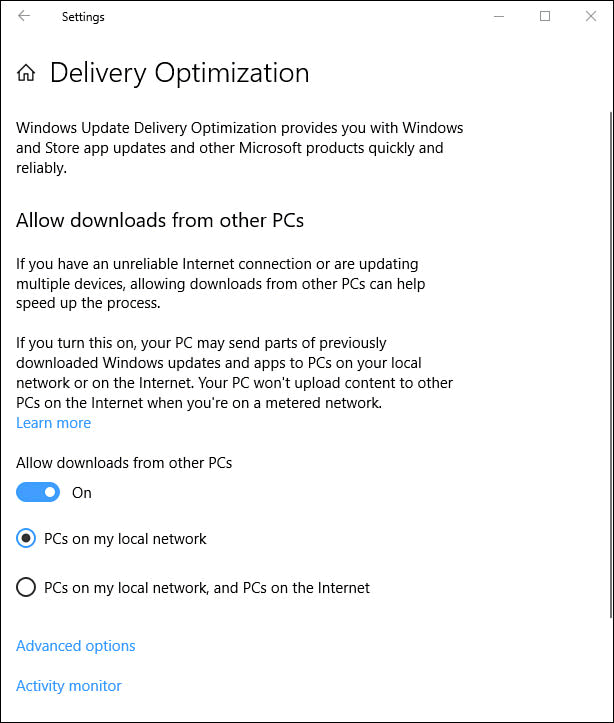 Settings
Delivery Optimization
Windows Update Delivery Optimization provides you with Windows
and Store app updates and other Microsoft products quickly and
reliably.
Allow downloads from other PCs
If you have an unreliable Internet connection or are updating
multiple devices, allowing downloads from other PCs can help
speed up the process.
If you turn this on, your PC may send parts of previously
downloaded Windows updates and apps to PCs on your local
network or on the Internet. Your PC won't upload content to other
PCs on the Internet when you're on a metered network.
Learn more
Allow downloads from other PCs
On
PCs on my local network
PCs on my local network, and PCs on the Internet
Advanced options
Activity monitor